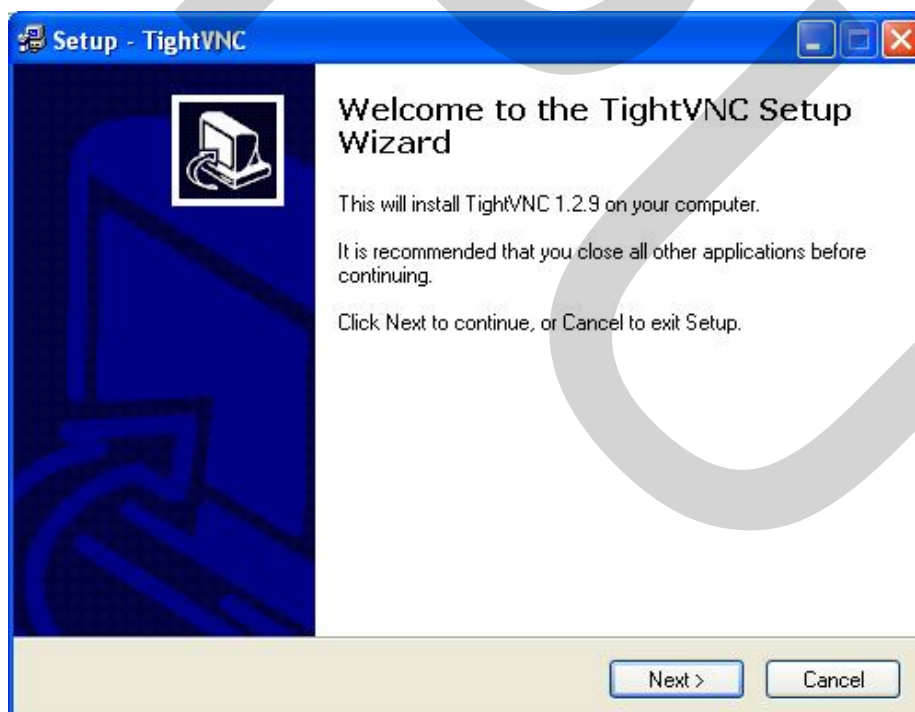 Setup - TightVNC
Welcome to the TightVNC Setup
Wizard
This will install TightVNC 1.2.9 on your computer.
It is recommended that you close all other applications before
continuing.
Click Next to continue, or Cancel to exit Setup.
Next >
Cancel